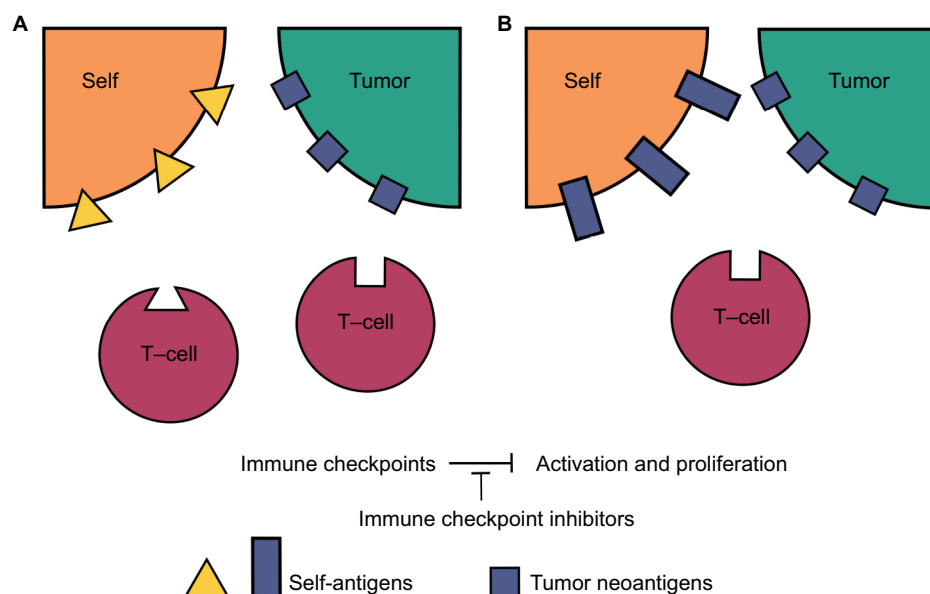 A
B
Self
Tumor
Self
Tumor
T–cell
T–cell
T–cell
Immune checkpoints
Activation and proliferation
Immune checkpoint inhibitors
Self-antigens
Tumor neoantigens